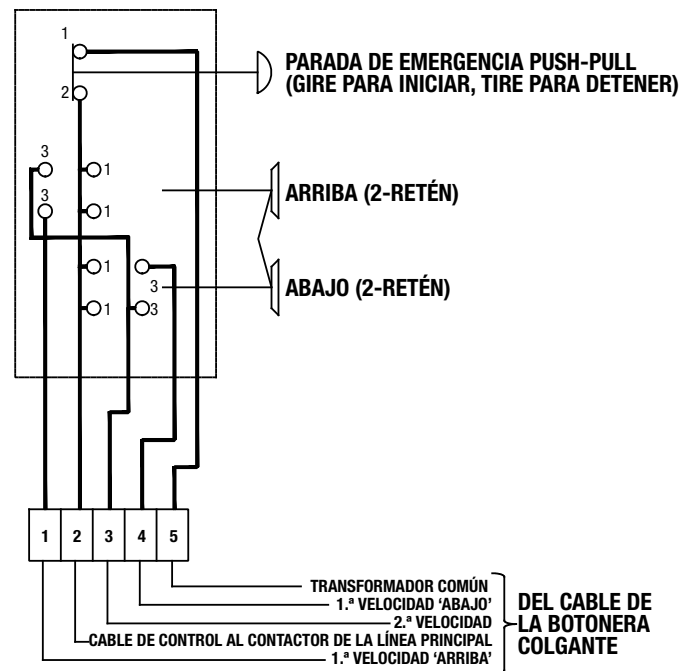 1
PARADA DE EMERGENCIA PUSH-PULL
(GIRE PARA INICIAR, TIRE PARA DETENER)
2
3
1
ARRIBA (2-RETÉN)
3
1
1
3
ABAJO (2-RETÉN)
1
3
1 2 3 4 5
TRANSFORMADOR COMÚN
1.ª VELOCIDAD ‘ABAJO’
2.ª VELOCIDAD
CABLE DE CONTROL AL CONTACTOR DE LA LÍNEA PRINCIPAL
1.ª VELOCIDAD ‘ARRIBA’
DEL CABLE DE
LA BOTONERA
COLGANTE